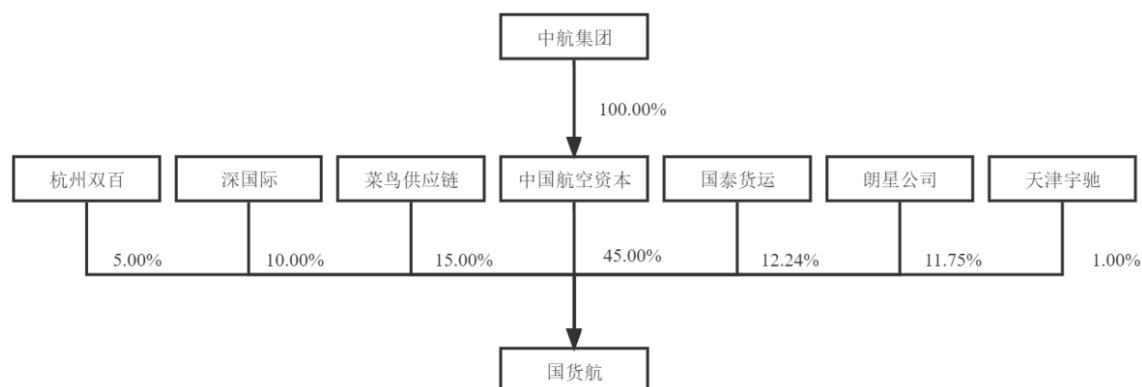 中航集团
100.00%
杭州双百
深国际
菜鸟供应链
中国航空资本
国泰货运
朗星公司
天津宇驰
5.00%
10.00%
15.00%
45.00%
12.24%
11.75%
1.00%
国货航